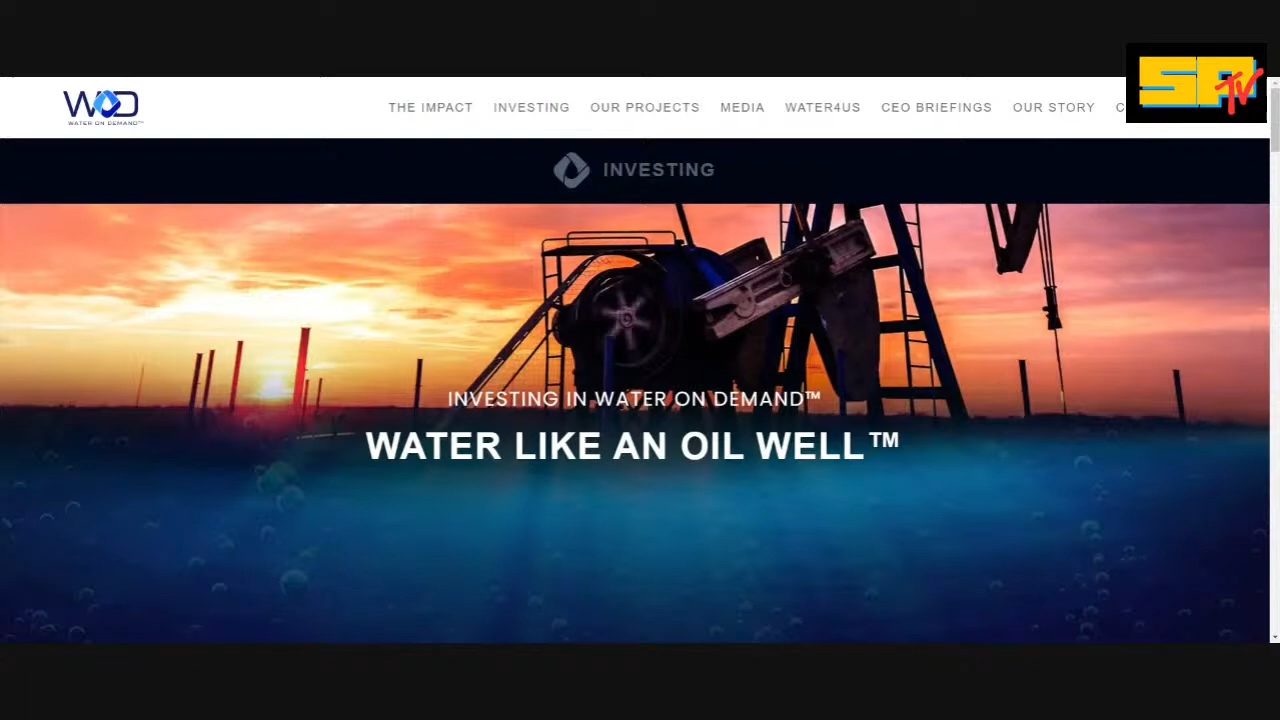 WOD
WATER ON DEMAND™
THE IMPACT
INVESTING
OUR PROJECTS
MEDIA
WATER4US
CEO BRIEFINGS
OUR STORY
C
SPTV
INVESTING
INVESTING IN WATER ON DEMAND™
WATER LIKE AN OIL WELL™